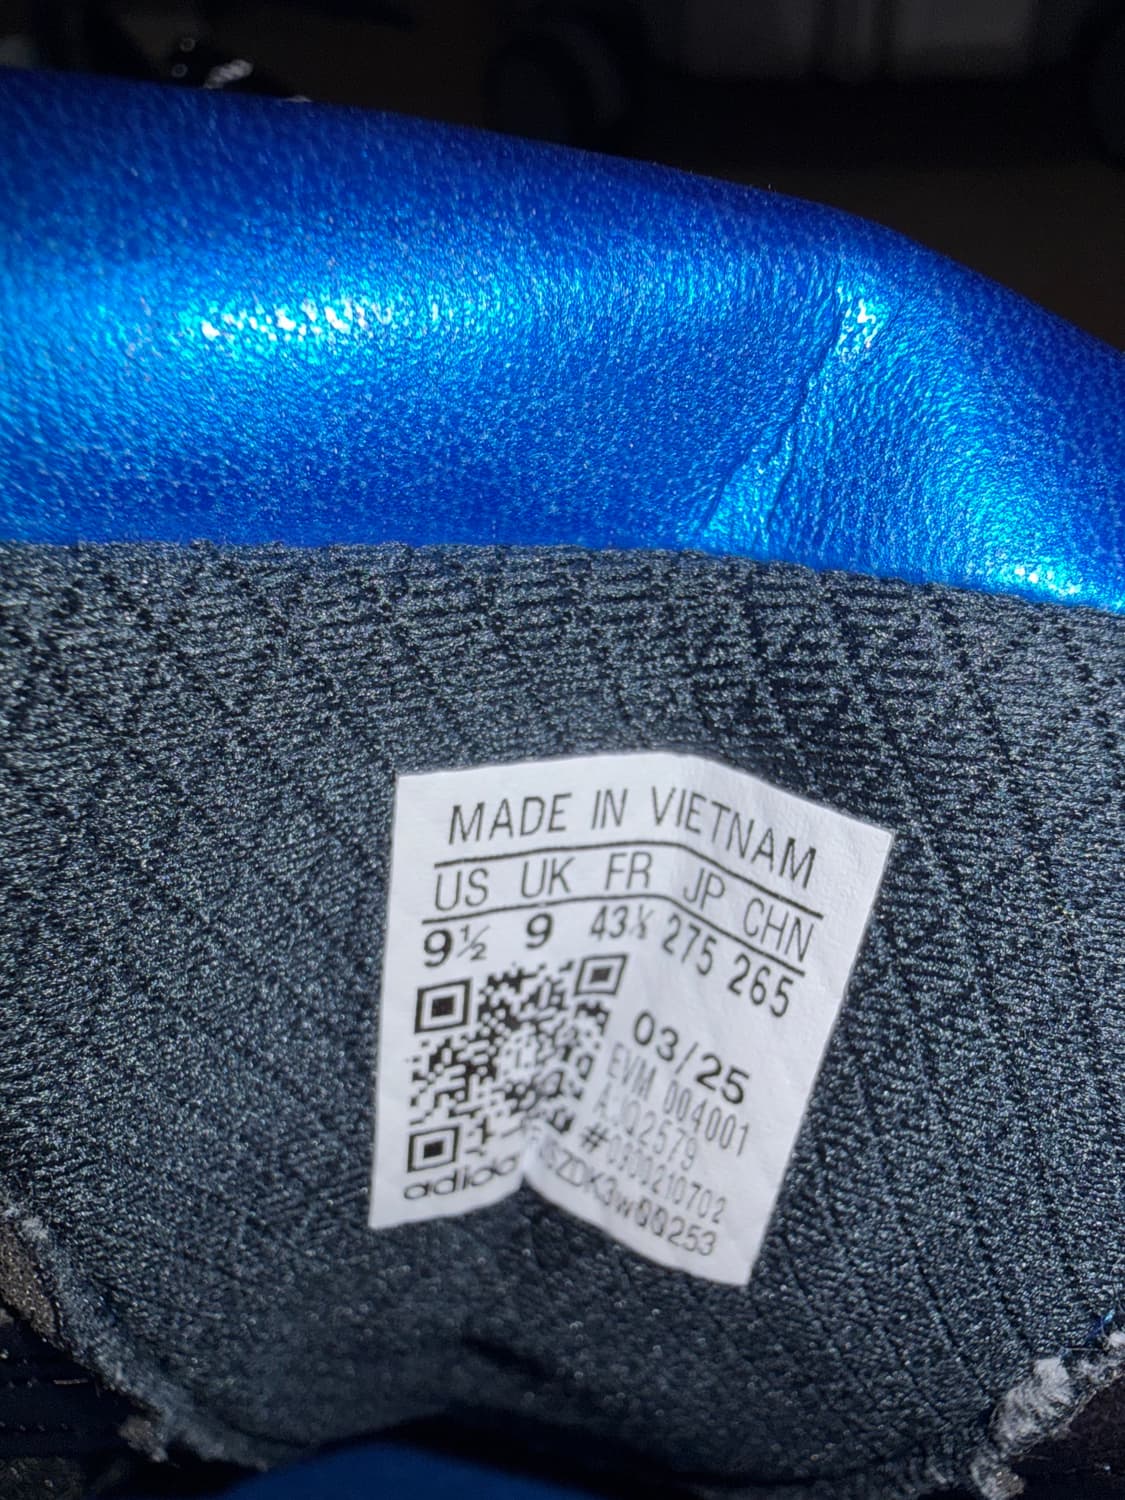 MADE IN VIETNAM
US UK FR JP CHN
9½ 9 43⅓ 275 265
03/25
EVM 004001
#0300210702
adidas